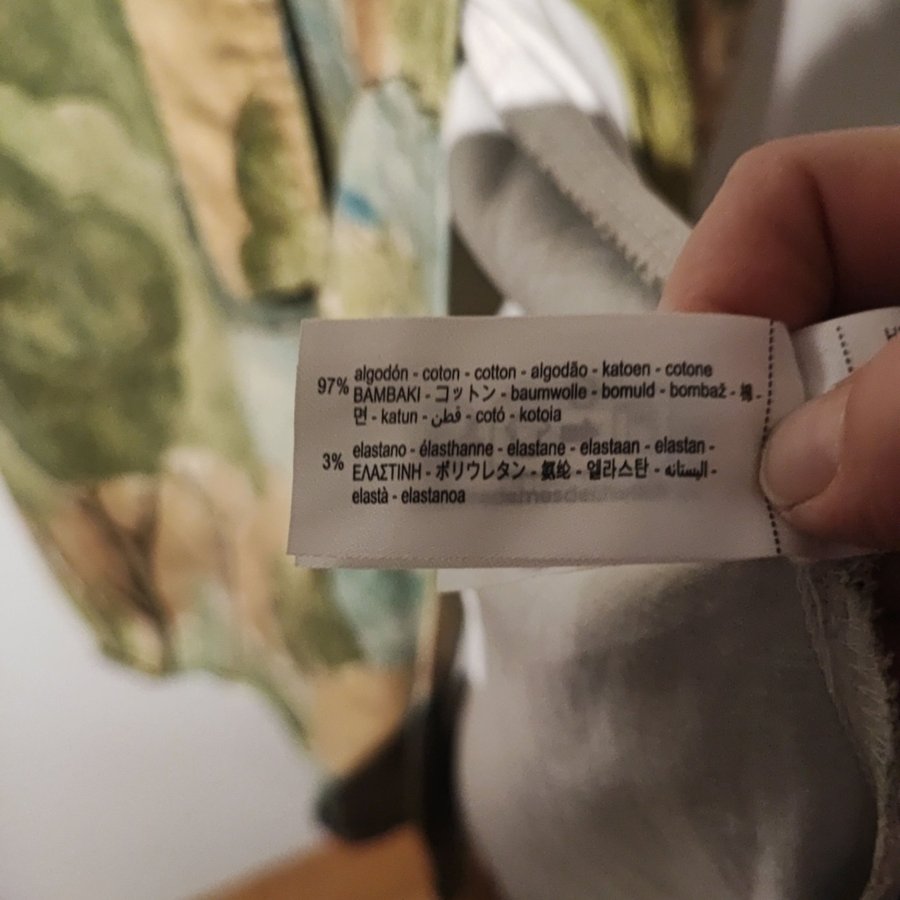 97% algodón - coton - cotton - algodão - katoen - cotone
BAMBAKI - コットン - baumwolle - bomuld - bombaž - 棉 -
면 - katun - قطن - cotó - kotoia
3% elastano - élasthanne - elastane - elastaan - elastan -
ΕΛΑΣΤΙΝΗ - ポリウレタン - 氨纶 - 엘라스탄 - اليستانه -
elastà - elastanoa